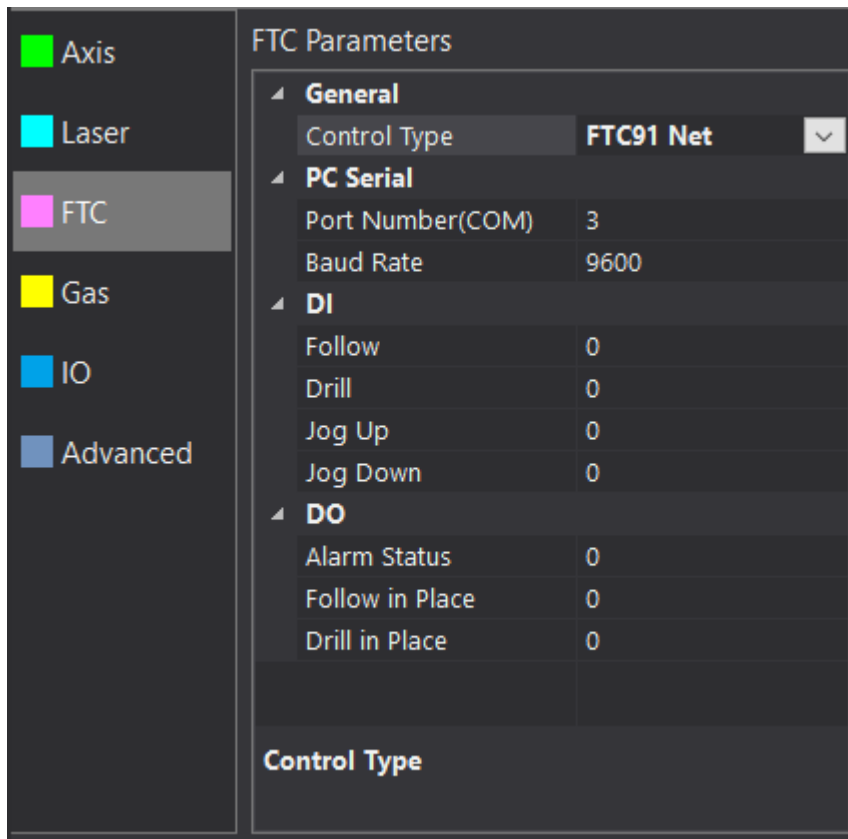 Axis
Laser
FTC
Gas
IO
Advanced
FTC Parameters
General
Control Type FTC91 Net
PC Serial
Port Number(COM) 3
Baud Rate 9600
DI
Follow 0
Drill 0
Jog Up 0
Jog Down 0
DO
Alarm Status 0
Follow in Place 0
Drill in Place 0
Control Type